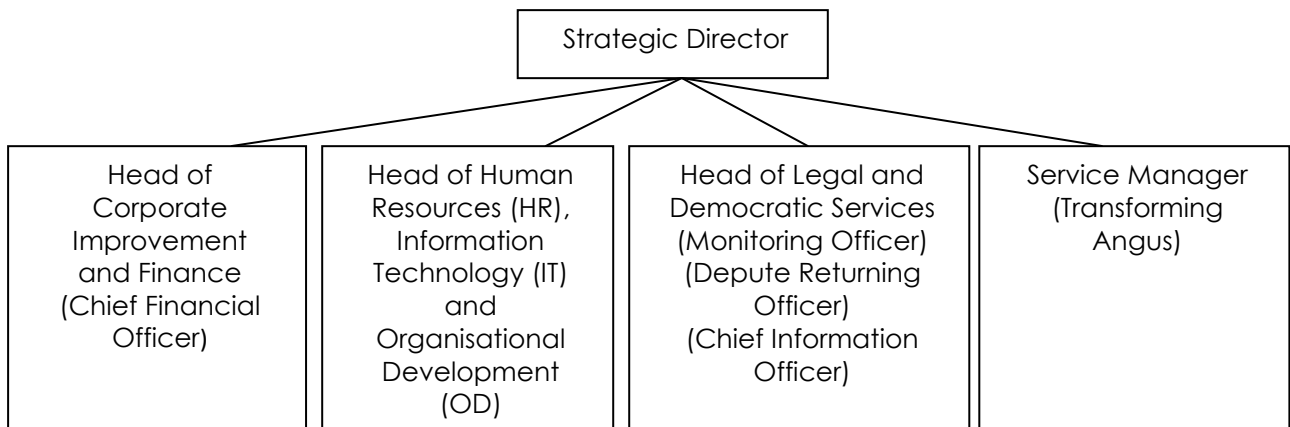 Strategic Director
Head of
Corporate
Improvement
and Finance
(Chief Financial
Officer)
Head of Human
Resources (HR),
Information
Technology (IT)
and
Organisational
Development
(OD)
Head of Legal and
Democratic Services
(Monitoring Officer)
(Depute Returning
Officer)
(Chief Information
Officer)
Service Manager
(Transforming
Angus)